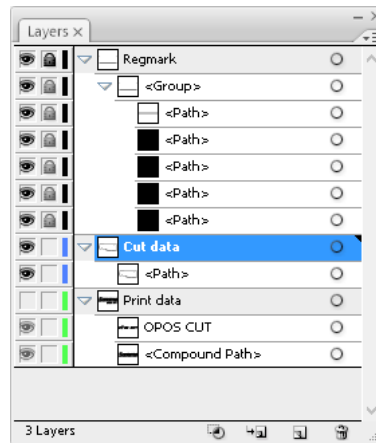 Layers ×
Regmark
<Group>
<Path>
<Path>
<Path>
<Path>
<Path>
Cut data
<Path>
Print data
OPOS CUT
<Compound Path>
3 Layers